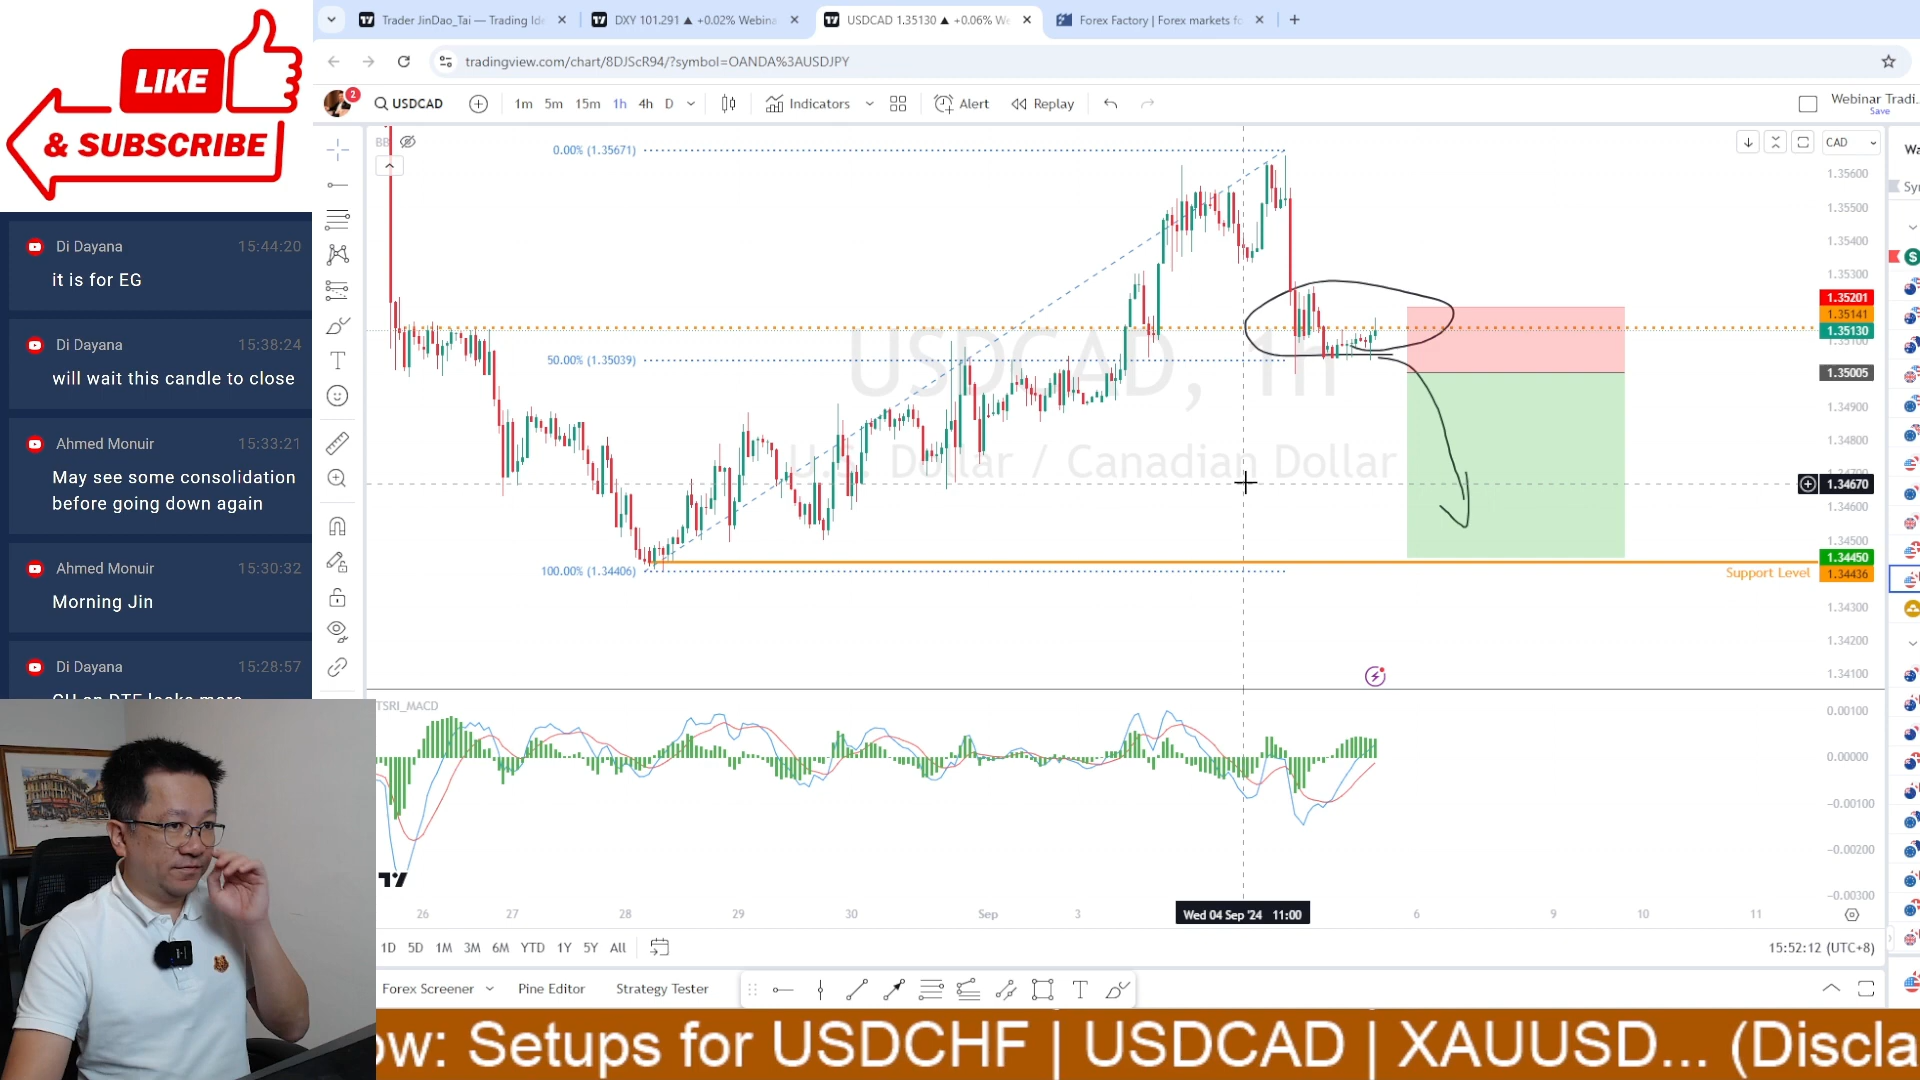 Trader JinDao_Tai — Trading Ide
DXY 101.291 ▲ +0.02% Webina
USDCAD 1.35130 ▲ +0.06% We
Forex Factory | Forex markets fo
tradingview.com/chart/8DJScR94/?symbol=OANDA%3AUSDJPY
2
USDCAD
1m 5m 15m 1h 4h D
Indicators
Alert
Replay
Webinar Tradi...
Save
LIKE
& SUBSCRIBE
Di Dayana 15:44:20
it is for EG
Di Dayana 15:38:24
will wait this candle to close
Ahmed Monuir 15:33:21
May see some consolidation
before going down again
Ahmed Monuir 15:30:32
Morning Jin
Di Dayana 15:28:57
BB
0.00% (1.35671)
50.00% (1.35039)
100.00% (1.34406)
USDCAD, 1h
U.S. Dollar / Canadian Dollar
Support Level
CAD
1.35600
1.35500
1.35400
1.35300
1.35201
1.35141
1.35130
1.35100
1.35005
1.34900
1.34800
1.34670
1.34600
1.34500
1.34450
1.34436
1.34300
1.34200
1.34100
TSRI_MACD
0.00100
0.00000
−0.00100
−0.00200
−0.00300
26 27 28 29 30 Sep 3 Wed 04 Sep '24 11:00 6 9 10 11
1D 5D 1M 3M 6M YTD 1Y 5Y All
15:52:12 (UTC+8)
Forex Screener
Pine Editor
Strategy Tester
ow: Setups for USDCHF | USDCAD | XAUUSD... (Discla